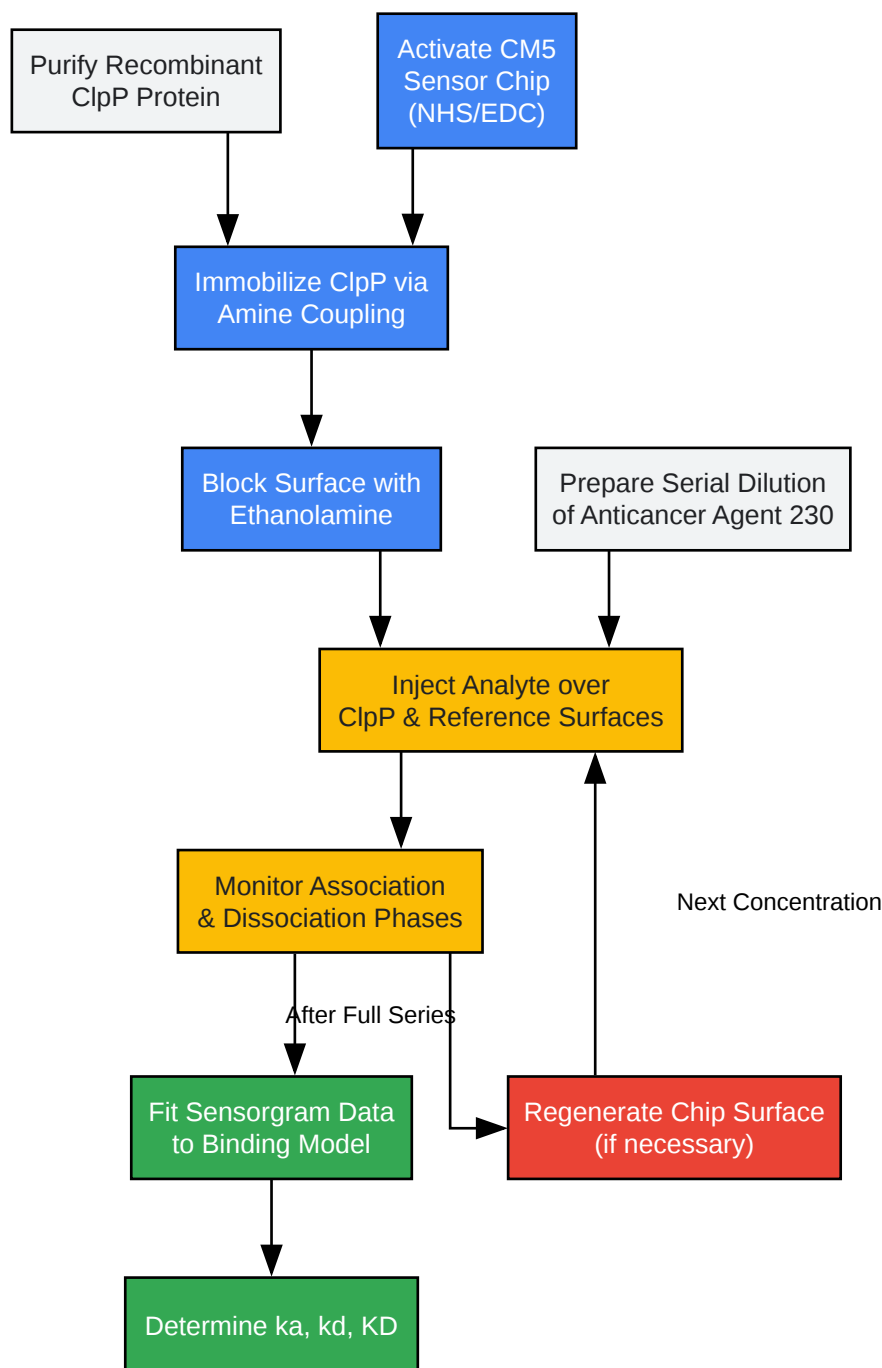 Purify Recombinant
ClpP Protein
Activate CM5
Sensor Chip
(NHS/EDC)
Immobilize ClpP via
Amine Coupling
Block Surface with
Ethanolamine
Prepare Serial Dilution
of Anticancer Agent 230
Inject Analyte over
ClpP & Reference Surfaces
Monitor Association
& Dissociation Phases
Next Concentration
After Full Series
Fit Sensorgram Data
to Binding Model
Regenerate Chip Surface
(if necessary)
Determine ka, kd, KD